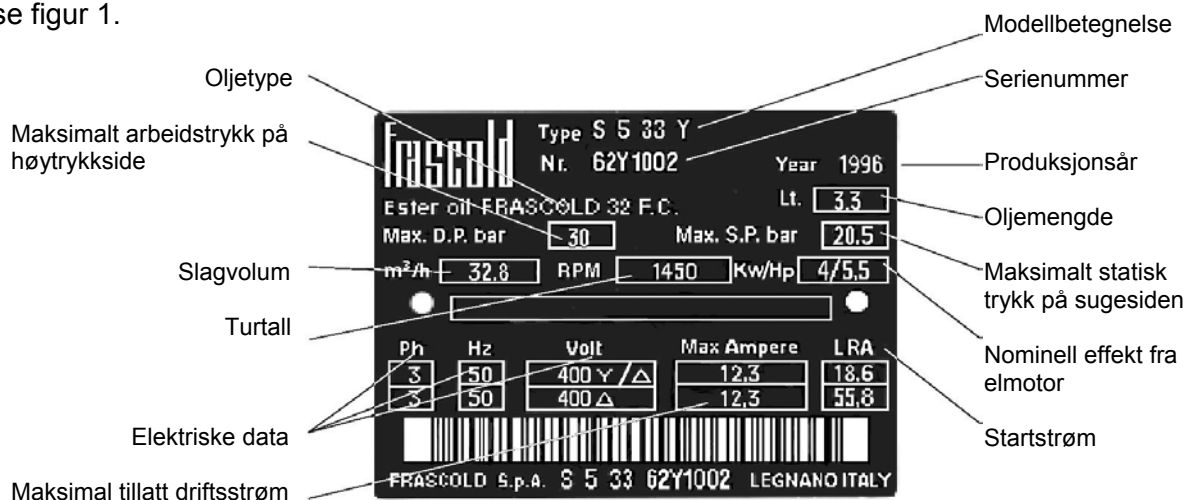 se figur 1.
Modellbetegnelse
Oljetype
Serienummer
Maksimalt arbeidstrykk på
høytrykkside
Produksjonsår
Oljemengde
Slagvolum
Maksimalt statisk
trykk på sugesiden
Turtall
Nominell effekt fra
elmotor
Elektriske data
Startstrøm
Maksimal tillatt driftsstrøm
Frascold
Type S 5 33 Y
Nr. 62Y1002
Year 1996
Ester oil FRASCOLD 32 F.C. Lt. 3.3
Max. D.P. bar 30 Max. S.P. bar 20.5
m³/h 32.8 RPM 1450 Kw/Hp 4/5,5
Ph Hz Volt Max Ampere LRA
3 50 400 Y/△ 12,3 18.6
3 50 400 △ 12,3 55,8
FRASCOLD S.p.A. S 5 33 62Y1002 LEGNANO ITALY